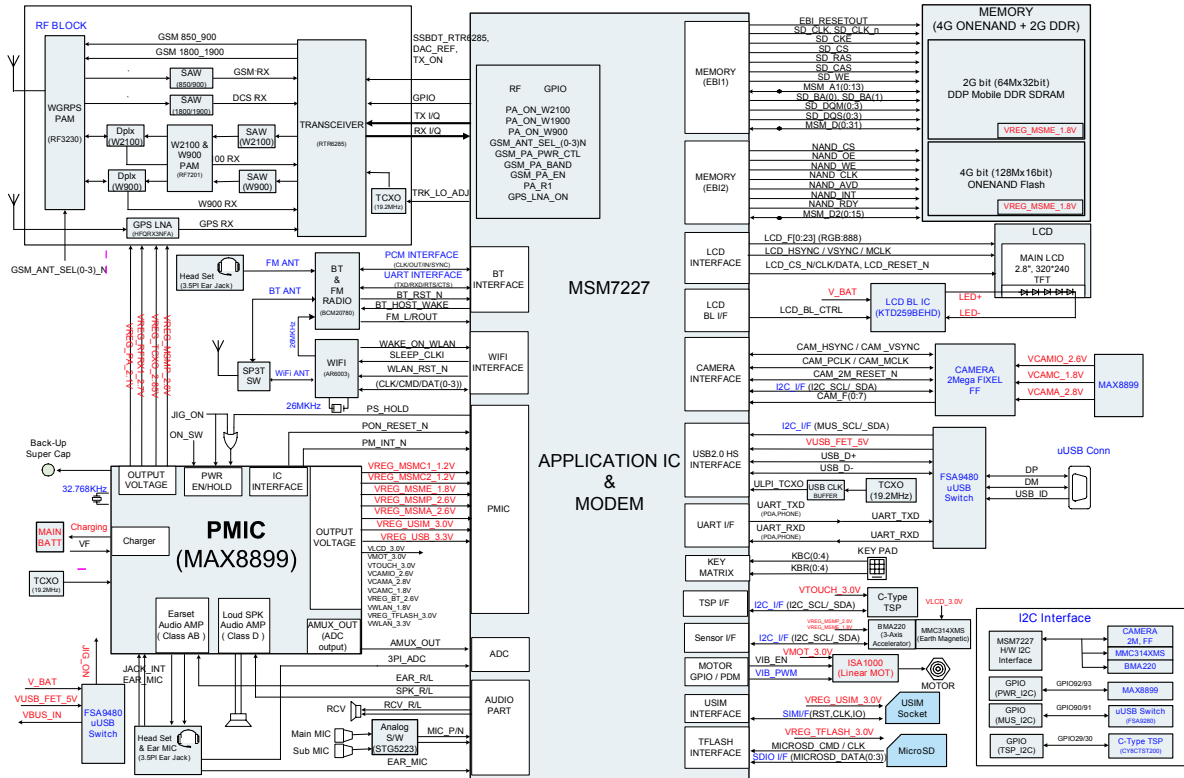 RF BLOCK
GSM 850_900
GSM 1800_1900
WGRPS
PAM
(RF3230)
SAW
(850/900)
GSM RX
SAW
(1800/1900)
DCS RX
Dplx
(W2100)
W2100 &
W900
PAM
(RF7201)
SAW
(W2100)
00 RX
Dplx
(W900)
SAW
(W900)
W900 RX
GPS LNA
(HFQRX3NFA)
GPS RX
TRANSCEIVER
(RTR6285)
TCXO
(19.2MHz)
SSBDT_RTR6285,
DAC_REF,
TX_ON
GPIO
TX I/Q
RX I/Q
TRK_LO_ADJ
GSM_ANT_SEL(0-3)_N
VREG_PA_2.1V
VREG_RFRX1_2.7V
VREG_TCXO_2.85V
VREG_MSMP_2.6V
RF GPIO
PA_ON_W2100
PA_ON_W1900
PA_ON_W900
GSM_ANT_SEL_(0-3)N
GSM_PA_PWR_CTL
GSM_PA_BAND
GSM_PA_EN
PA_R1
GPS_LNA_ON
MSM7227
APPLICATION IC
&
MODEM
Head Set
(3.5PI Ear Jack)
FM ANT
BT ANT
BT
&
FM
RADIO
(BCM20780)
PCM INTERFACE
(CLK/OUT/IN/SYNC)
UART INTERFACE
(TXD/RXD/RTS/CTS)
BT_RST_N
BT_HOST_WAKE
FM_L/ROUT
BT
INTERFACE
26MKHz
SP3T
SW
WiFi ANT
WIFI
(AR6003)
26MKHz
WAKE_ON_WLAN
SLEEP_CLKI
WLAN_RST_N
(CLK/CMD/DAT(0-3))
WIFI
INTERFACE
JIG_ON
ON_SW
PS_HOLD
PON_RESET_N
PM_INT_N
Back-Up
Super Cap
32.768KHz
OUTPUT
VOLTAGE
PWR
EN/HOLD
IC
INTERFACE
PMIC
(MAX8899)
MAIN
BATT
Charging
VF
Charger
TCXO
(19.2MHz)
OUTPUT
VOLTAGE
VREG_MSMC1_1.2V
VREG_MSMC2_1.2V
VREG_MSME_1.8V
VREG_MSMP_2.6V
VREG_MSMA_2.6V
VREG_USIM_3.0V
VREG_USB_3.3V
VLCD_3.0V
VMOT_3.0V
VTOUCH_3.0V
VCAMIO_2.6V
VCAMA_2.8V
VCAMC_1.8V
VREG_BT_2.6V
VWLAN_1.8V
VREG_TFLASH_3.0V
VWLAN_3.3V
PMIC
Earset
Audio AMP
( Class AB )
Loud SPK
Audio AMP
( Class D )
AMUX_OUT
(ADC
output)
AMUX_OUT
3PI_ADC
ADC
JIG_ON
JACK_INT
EAR_MIC
EAR_R/L
SPK_R/L
RCV
RCV_R/L
V_BAT
VUSB_FET_5V
VBUS_IN
FSA9480
uUSB
Switch
Head Set
& Ear MIC
(3.5PI Ear Jack)
Main MIC
Sub MIC
Analog
S/W
(STG5223)
MIC_P/N
EAR_MIC
AUDIO
PART
MEMORY
(EBI1)
EBI_RESETOUT
SD_CLK, SD_CLK_n
SD_CKE
SD_CS
SD_RAS
SD_CAS
SD_WE
MSM_A1(0:13)
SD_BA(0), SD_BA(1)
SD_DQM(0:3)
SD_DQS(0:3)
MSM_D(0:31)
MEMORY
(4G ONENAND + 2G DDR)
2G bit (64Mx32bit)
DDP Mobile DDR SDRAM
VREG_MSME_1.8V
MEMORY
(EBI2)
NAND_CS
NAND_OE
NAND_WE
NAND_CLK
NAND_AVD
NAND_INT
NAND_RDY
MSM_D2(0:15)
4G bit (128Mx16bit)
ONENAND Flash
VREG_MSME_1.8V
LCD
INTERFACE
LCD_F[0:23] (RGB:888)
LCD_HSYNC / VSYNC / MCLK
LCD_CS_N/CLK/DATA, LCD_RESET_N
LCD
MAIN LCD
2.8", 320*240
TFT
LCD
BL I/F
V_BAT
LCD_BL_CTRL
LCD BL IC
(KTD259BEHD)
LED+
LED-
CAMERA
INTERFACE
CAM_HSYNC / CAM_VSYNC
CAM_PCLK / CAM_MCLK
CAM_2M_RESET_N
I2C_I/F (I2C_SCL/_SDA)
CAM_F(0:7)
CAMERA
2Mega FIXEL
FF
VCAMIO_2.6V
VCAMC_1.8V
VCAMA_2.8V
MAX8899
USB2.0 HS
INTERFACE
I2C_I/F (MUS_SCL/_SDA)
VUSB_FET_5V
USB_D+
USB_D-
ULPI_TCXO
USB CLK
BUFFER
TCXO
(19.2MHz)
FSA9480
uUSB
Switch
uUSB Conn
DP
DM
USB_ID
UART I/F
UART_TXD
(PDA,PHONE)
UART_TXD
UART_RXD
(PDA,PHONE)
UART_RXD
KEY
MATRIX
KBC(0:4)
KBR(0:4)
KEY PAD
TSP I/F
VTOUCH_3.0V
I2C_I/F (I2C_SCL/_SDA)
C-Type
TSP
Sensor I/F
VREG_MSMP_2.6V
VREG_MSME_1.8V
I2C_I/F (I2C_SCL/_SDA)
BMA220
(3-Axis
Accelerator)
VLCD_3.0V
MMC314XMS
(Earth Magnetic)
MOTOR
GPIO / PDM
VMOT_3.0V
VIB_EN
VIB_PWM
ISA1000
(Linear MOT)
MOTOR
USIM
INTERFACE
VREG_USIM_3.0V
SIMI/F(RST,CLK,IO)
USIM
Socket
TFLASH
INTERFACE
VREG_TFLASH_3.0V
MICROSD_CMD / CLK
SDIO I/F (MICROSD_DATA(0:3))
MicroSD
I2C Interface
MSM7227
H/W I2C
Interface
CAMERA
2M, FF
MMC314XMS
BMA220
GPIO
(PWR_I2C)
GPIO92/93
MAX8899
GPIO
(MUS_I2C)
GPIO90/91
uUSB Switch
(FSA9280)
GPIO
(TSP_I2C)
GPIO29/30
C-Type TSP
(CY8CTST200)